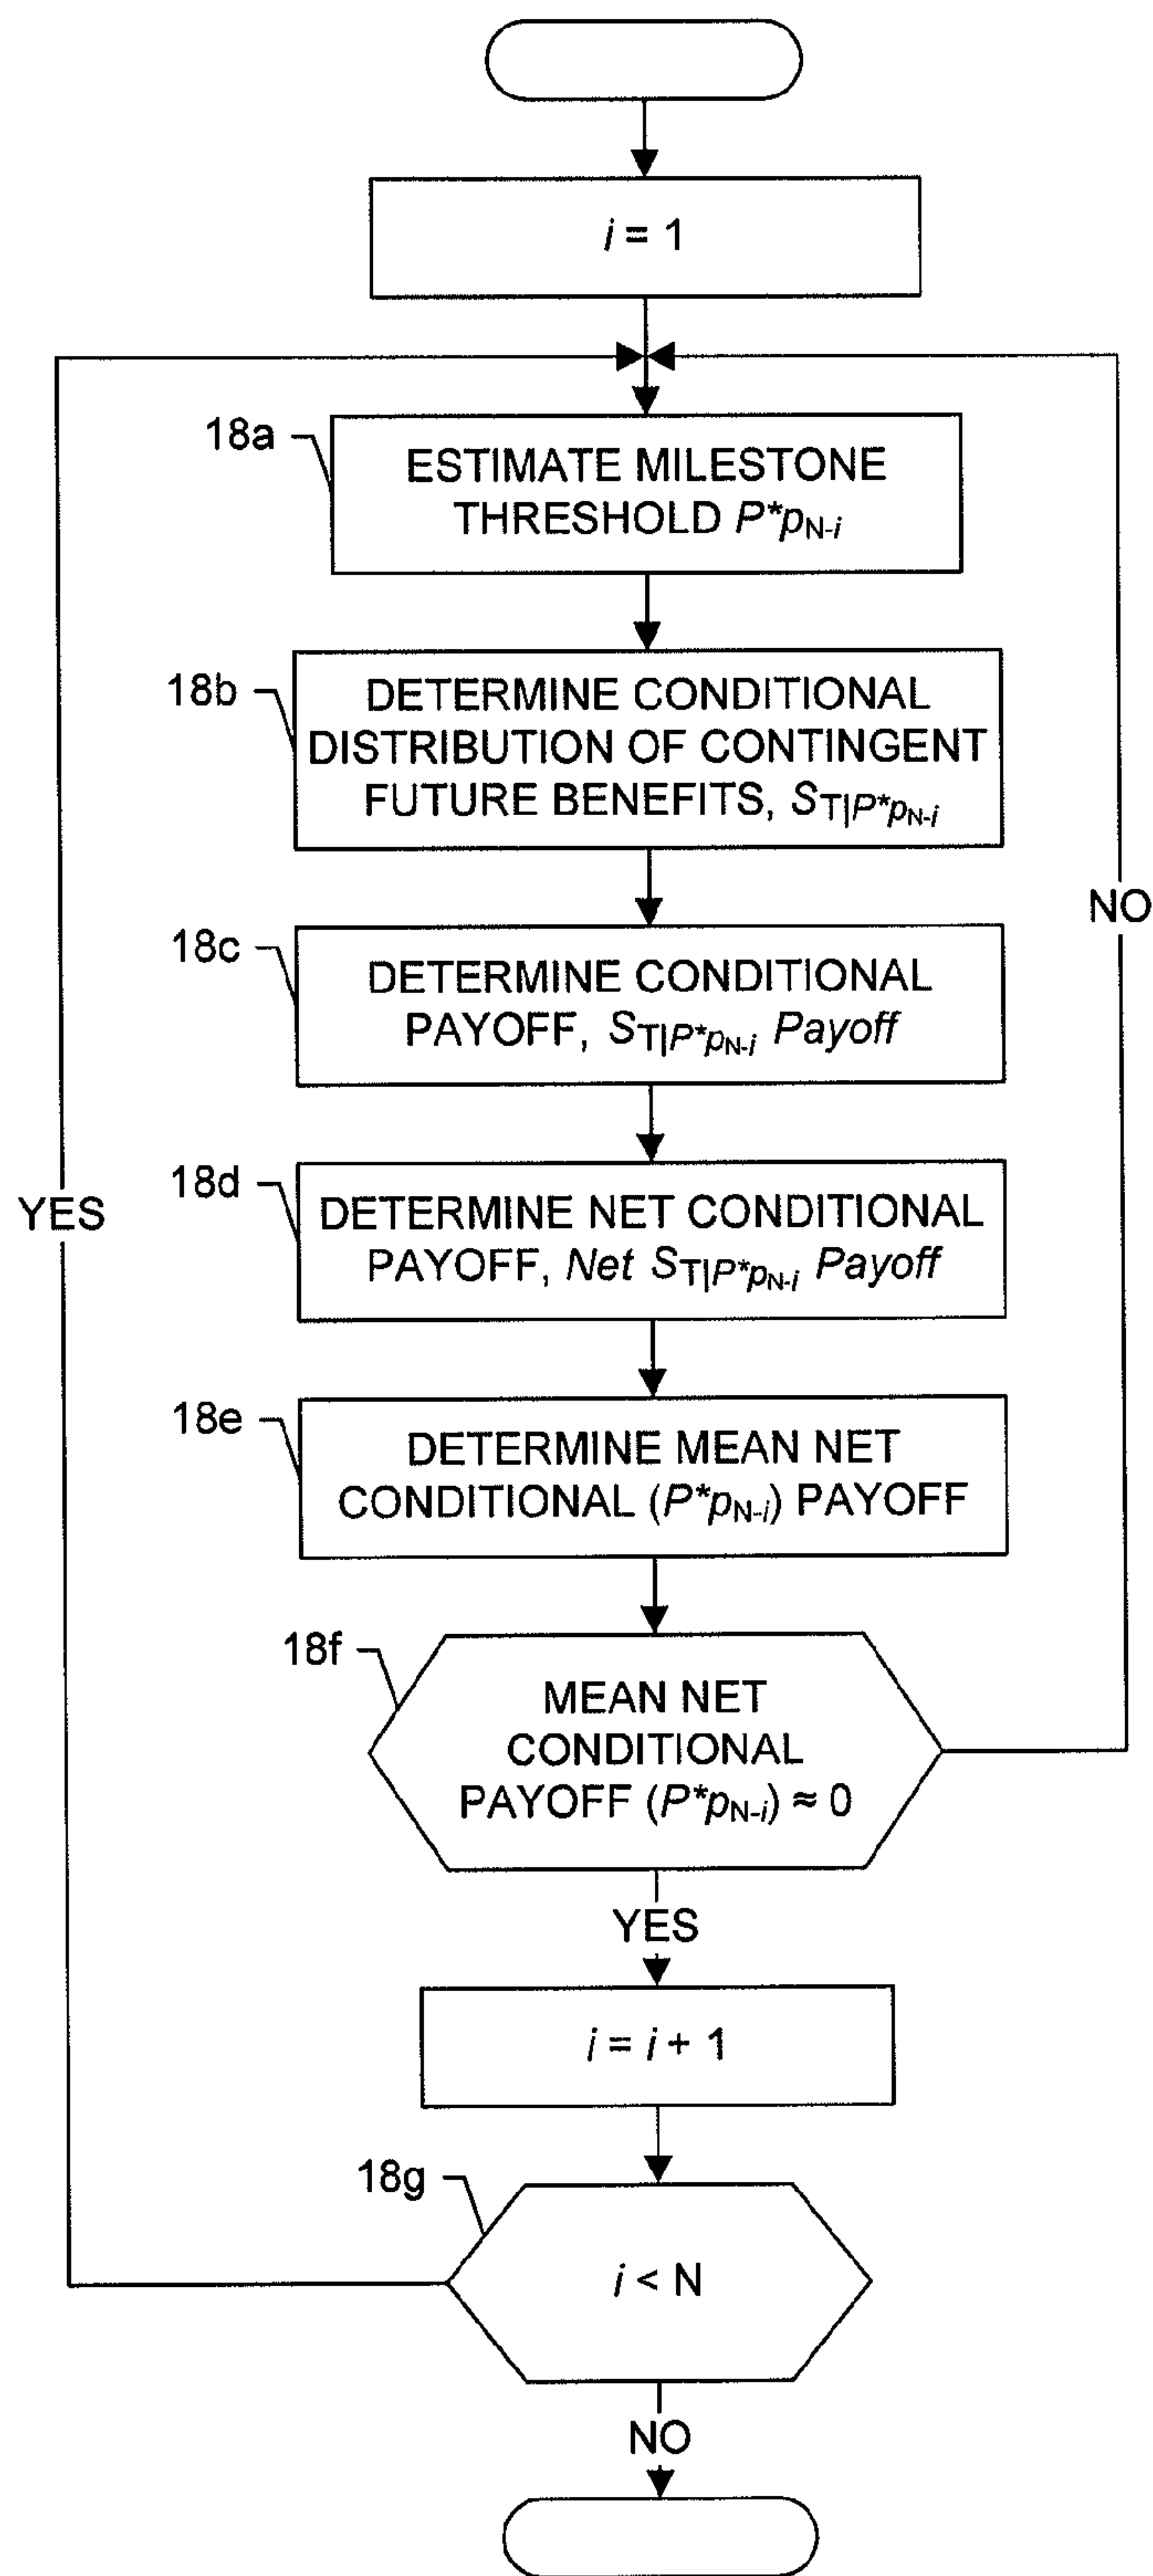 i = 1
18a
ESTIMATE MILESTONE
THRESHOLD P*pN-i
18b
DETERMINE CONDITIONAL
DISTRIBUTION OF CONTINGENT
FUTURE BENEFITS, ST|P*pN-i
NO
18c
DETERMINE CONDITIONAL
PAYOFF, ST|P*pN-i Payoff
18d
DETERMINE NET CONDITIONAL
PAYOFF, Net ST|P*pN-i Payoff
YES
18e
DETERMINE MEAN NET
CONDITIONAL (P*pN-i) PAYOFF
18f
MEAN NET
CONDITIONAL
PAYOFF (P*pN-i) ≈ 0
YES
i = i + 1
18g
i < N
NO